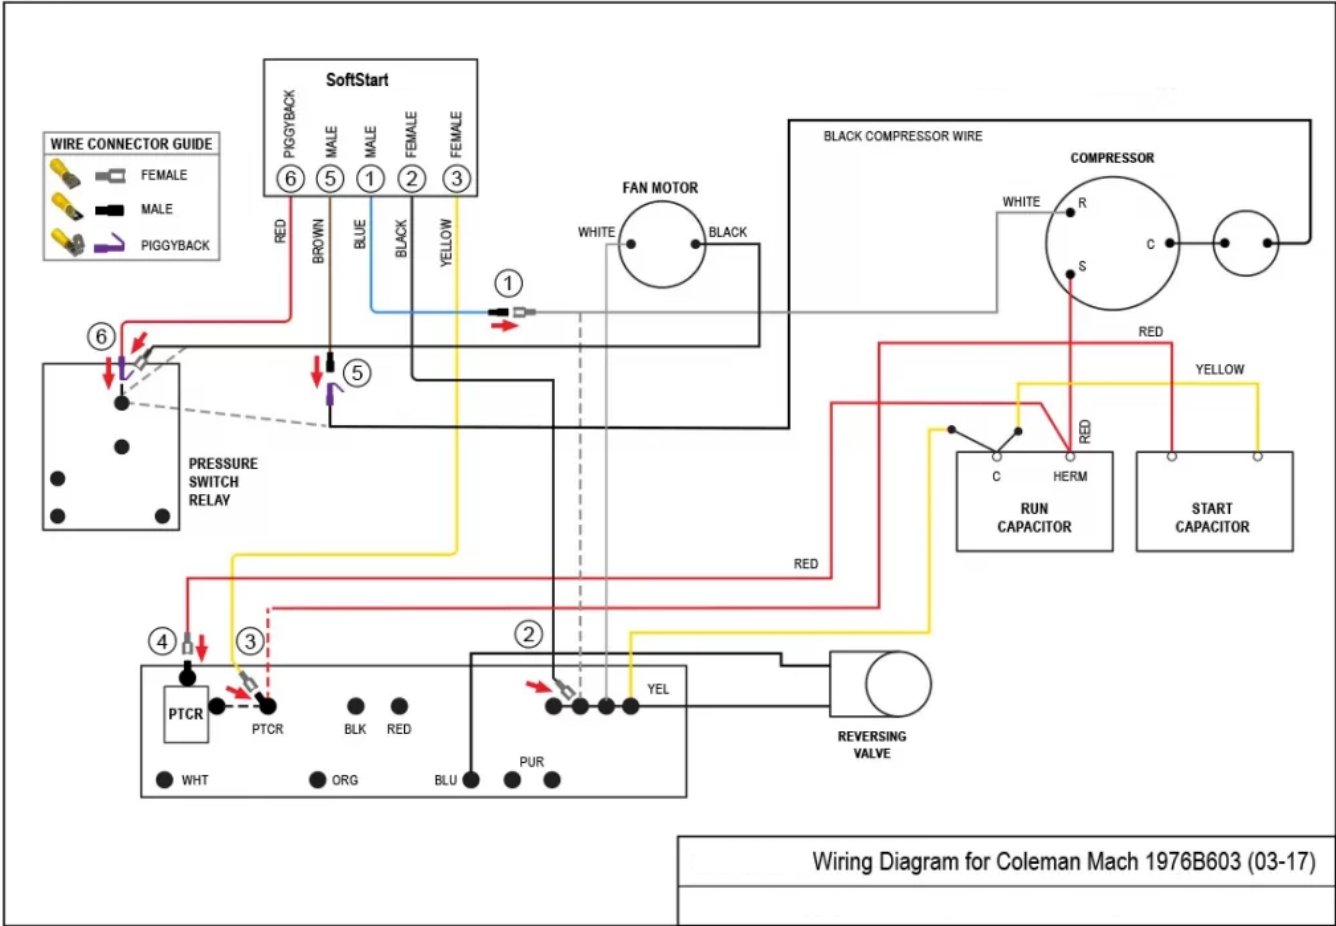 SoftStart
PIGGYBACK
MALE
MALE
FEMALE
FEMALE
6
5
1
2
3
WIRE CONNECTOR GUIDE
FEMALE
MALE
PIGGYBACK
RED
BROWN
BLUE
BLACK
YELLOW
FAN MOTOR
WHITE
BLACK
BLACK COMPRESSOR WIRE
COMPRESSOR
WHITE
R
C
S
1
6
5
RED
YELLOW
RED
PRESSURE
SWITCH
RELAY
C
HERM
RUN
CAPACITOR
START
CAPACITOR
RED
4
3
2
YEL
PTCR
PTCR
BLK
RED
REVERSING
VALVE
WHT
ORG
BLU
PUR
Wiring Diagram for Coleman Mach 1976B603 (03-17)